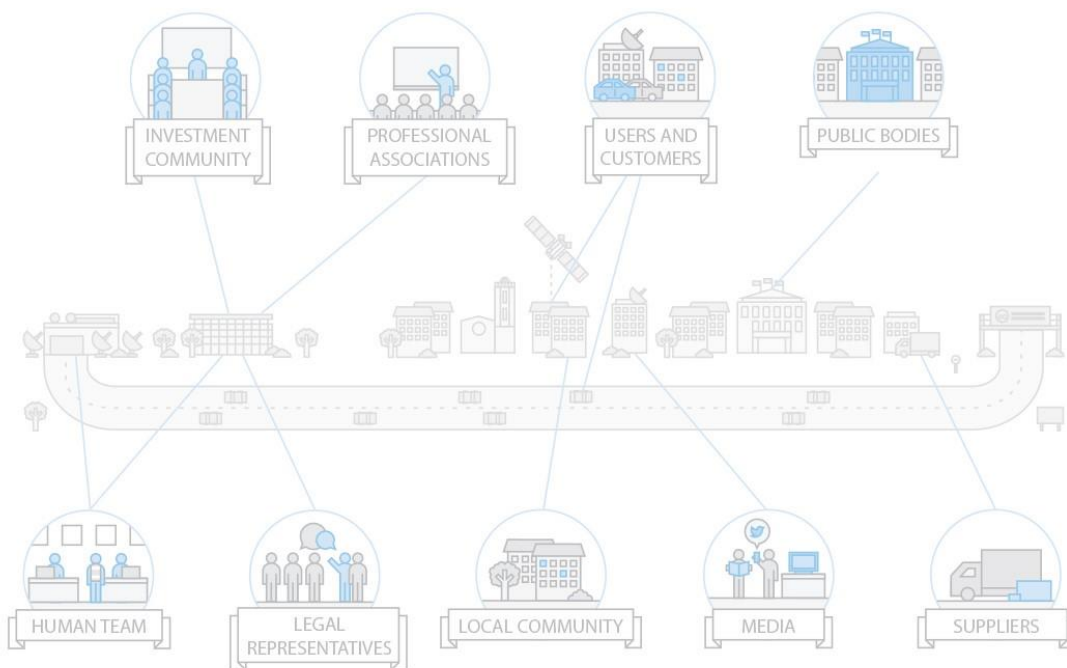 INVESTMENT
COMMUNITY
PROFESSIONAL
ASSOCIATIONS
USERS AND
CUSTOMERS
PUBLIC BODIES
HUMAN TEAM
LEGAL
REPRESENTATIVES
LOCAL COMMUNITY
MEDIA
SUPPLIERS